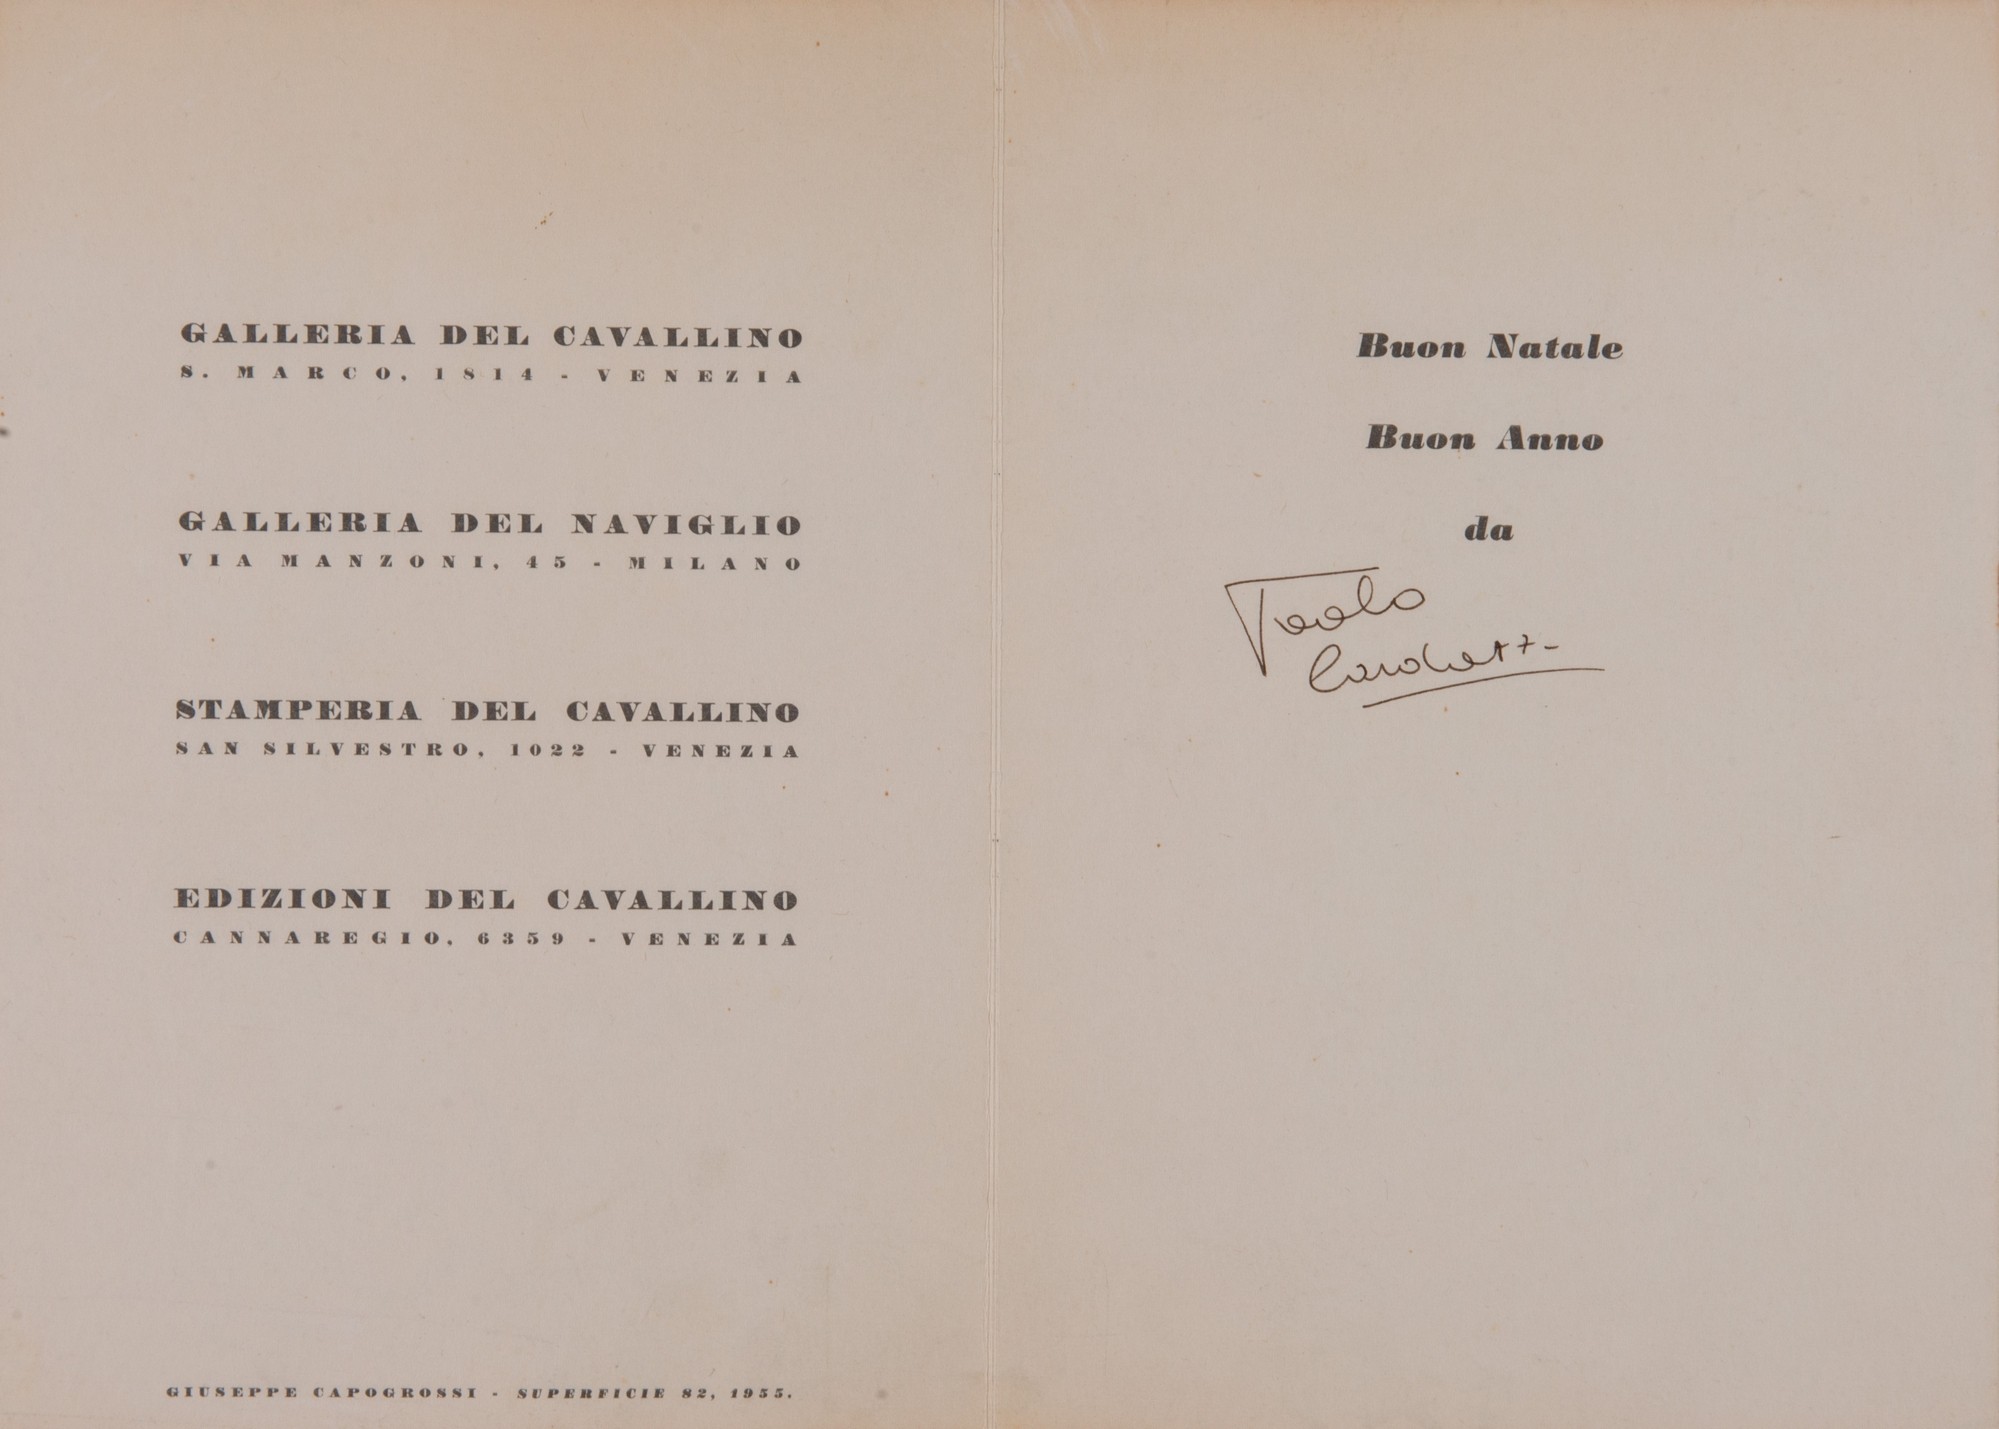 GALLERIA DEL CAVALLINO
S. MARCO, 1814 - VENEZIA
GALLERIA DEL NAVIGLIO
VIA MANZONI, 45 - MILANO
STAMPERIA DEL CAVALLINO
SAN SILVESTRO, 1022 - VENEZIA
EDIZIONI DEL CAVALLINO
CANNAREGIO, 6359 - VENEZIA
GIUSEPPE CAPOGROSSI - SUPERFICIE 82, 1955.
Buon Natale
Buon Anno
da
Paolo